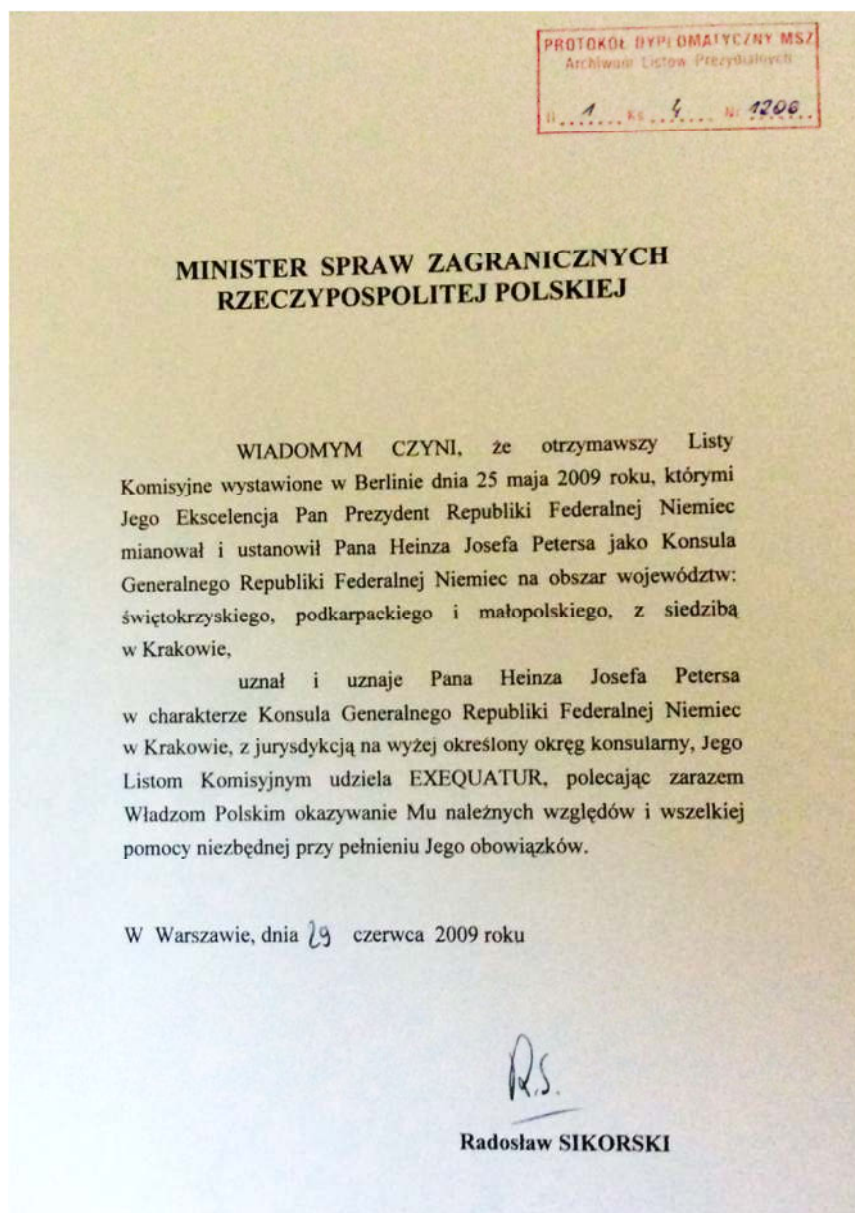 PROTOKÓŁ DYPLOMATYCZNY MSZ
Archiwum Listów Prezydialnych
1 Ks 4 Nr 1206
MINISTER SPRAW ZAGRANICZNYCH
RZECZYPOSPOLITEJ POLSKIEJ
WIADOMYM CZYNI, że otrzymawszy Listy
Komisyjne wystawione w Berlinie dnia 25 maja 2009 roku, którymi
Jego Ekscelencja Pan Prezydent Republiki Federalnej Niemiec
mianował i ustanowił Pana Heinza Josefa Petersa jako Konsula
Generalnego Republiki Federalnej Niemiec na obszar województw:
świętokrzyskiego, podkarpackiego i małopolskiego, z siedzibą
w Krakowie,
uznał i uznaje Pana Heinza Josefa Petersa
w charakterze Konsula Generalnego Republiki Federalnej Niemiec
w Krakowie, z jurysdykcją na wyżej określony okręg konsularny, Jego
Listom Komisyjnym udziela EXEQUATUR, polecając zarazem
Władzom Polskim okazywanie Mu należnych względów i wszelkiej
pomocy niezbędnej przy pełnieniu Jego obowiązków.
W Warszawie, dnia 29 czerwca 2009 roku
R.S.
Radosław SIKORSKI